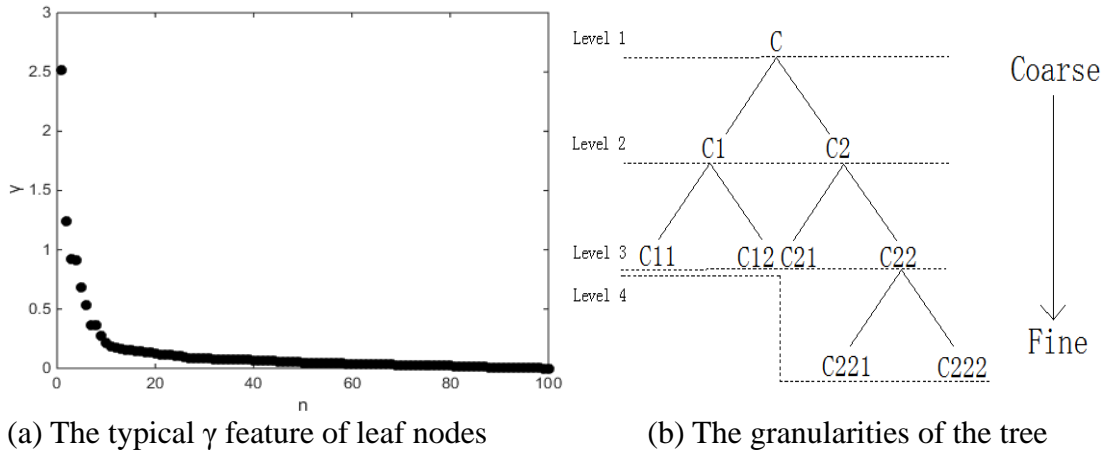 3
2.5
2
1.5
1
0.5
0
γ
0 20 40 60 80 100
n
(a) The typical γ feature of leaf nodes
Level 1
C
Coarse
Level 2
C1 C2
Level 3
C11 C12 C21 C22
Level 4
Fine
C221 C222
(b) The granularities of the tree